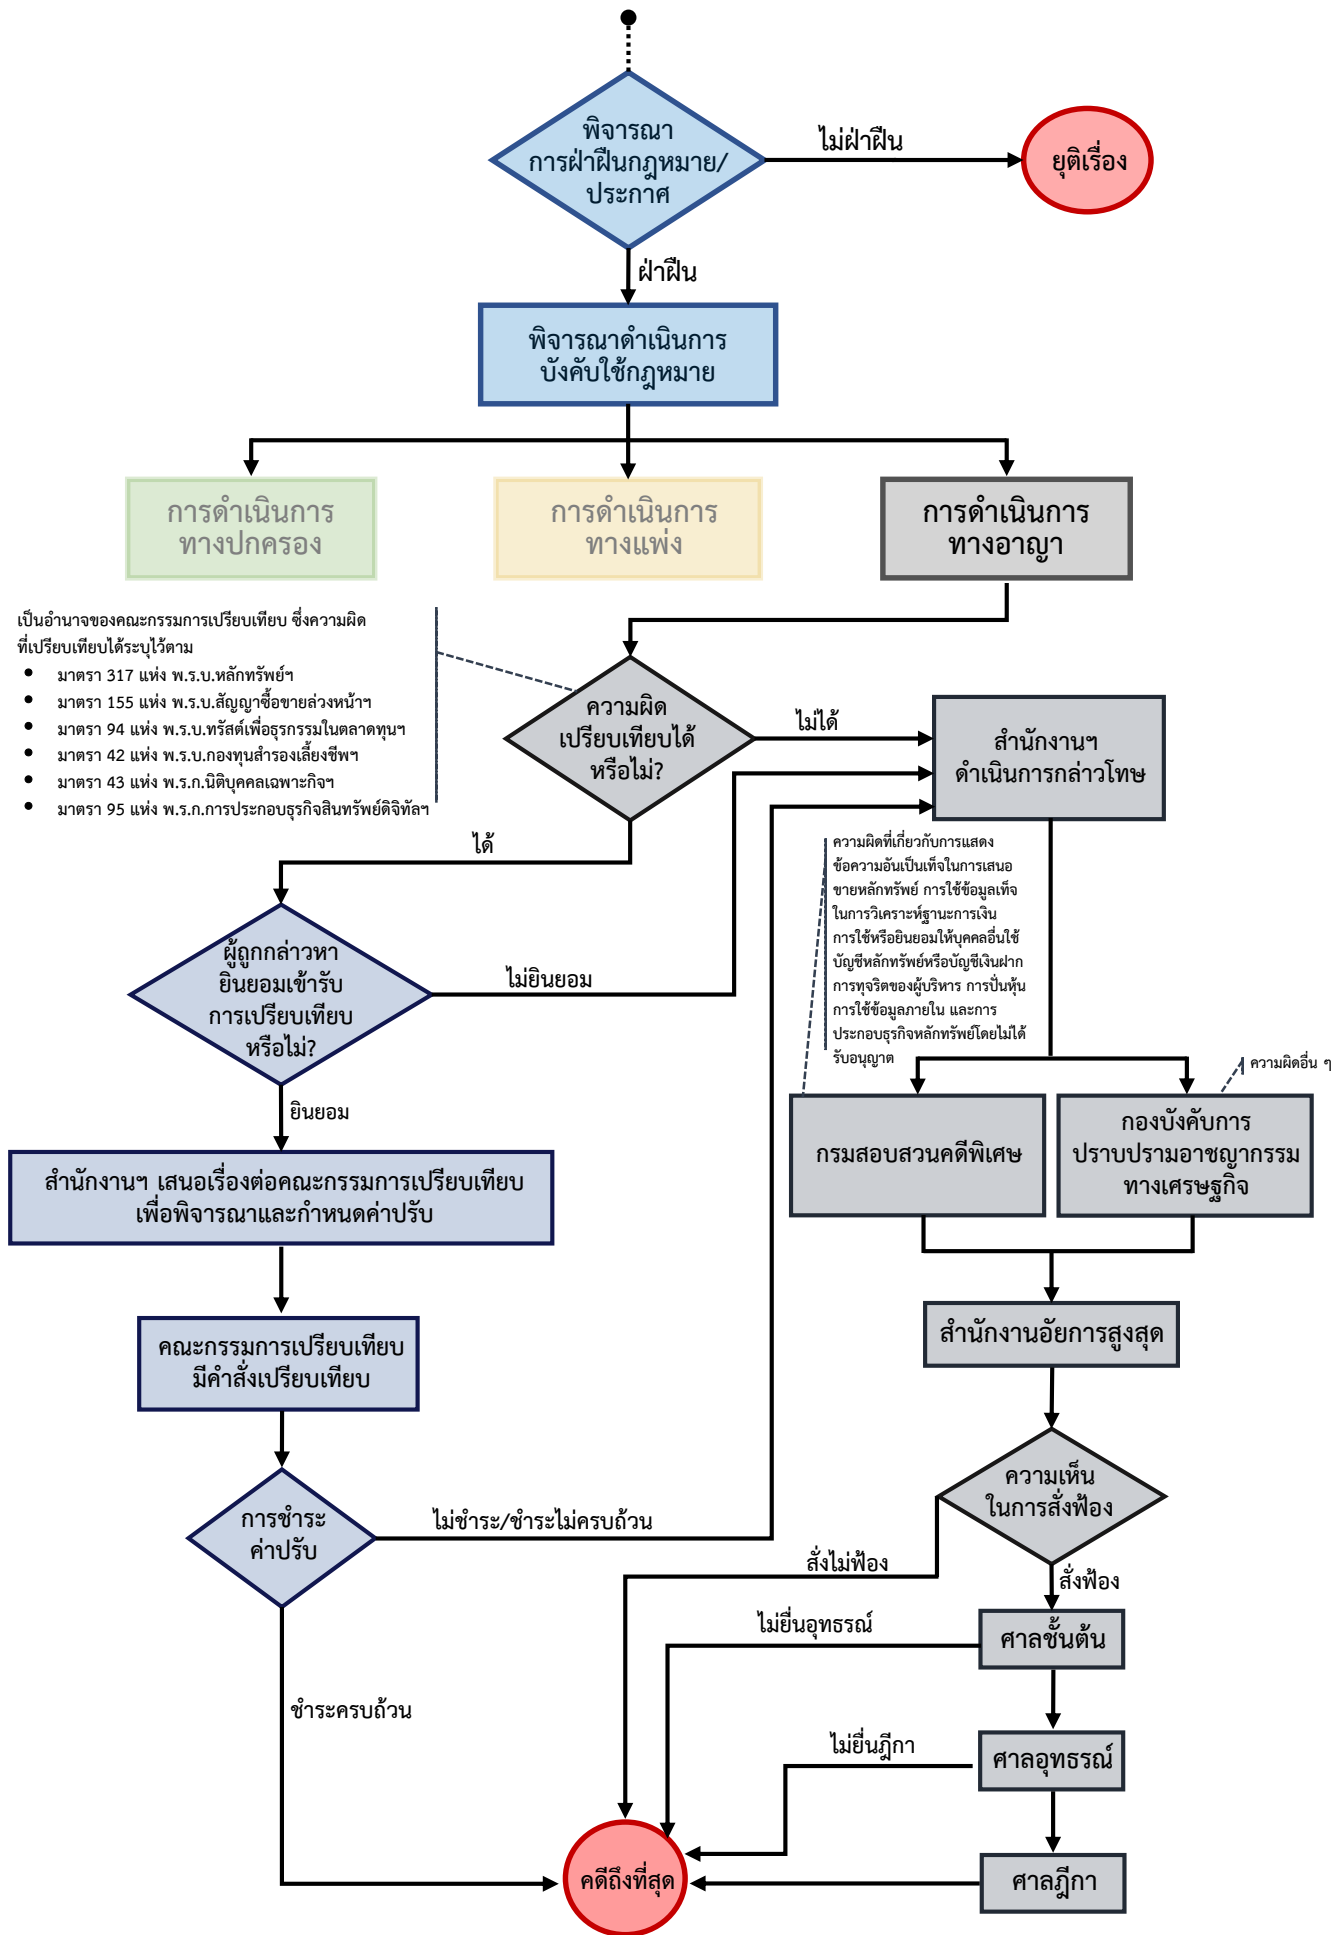 พิจารณา
การฝ่าฝืนกฎหมาย/
ประกาศ
ไม่ฝ่าฝืน
ยุติเรื่อง
ฝ่าฝืน
พิจารณาดำเนินการ
บังคับใช้กฎหมาย
การดำเนินการ
ทางปกครอง
การดำเนินการ
ทางแพ่ง
การดำเนินการ
ทางอาญา
เป็นอำนาจของคณะกรรมการเปรียบเทียบ ซึ่งความผิด
ที่เปรียบเทียบได้ระบุไว้ตาม
• มาตรา 317 แห่ง พ.ร.บ.หลักทรัพย์ฯ
• มาตรา 155 แห่ง พ.ร.บ.สัญญาซื้อขายล่วงหน้าฯ
• มาตรา 94 แห่ง พ.ร.บ.ทรัสต์เพื่อธุรกรรมในตลาดทุนฯ
• มาตรา 42 แห่ง พ.ร.บ.กองทุนสำรองเลี้ยงชีพฯ
• มาตรา 43 แห่ง พ.ร.ก.นิติบุคคลเฉพาะกิจฯ
• มาตรา 95 แห่ง พ.ร.ก.การประกอบธุรกิจสินทรัพย์ดิจิทัลฯ
ความผิด
เปรียบเทียบได้
หรือไม่?
ไม่ได้
สำนักงานฯ
ดำเนินการกล่าวโทษ
ได้
ความผิดที่เกี่ยวกับการแสดง
ข้อความอันเป็นเท็จในการเสนอ
ขายหลักทรัพย์ การใช้ข้อมูลเท็จ
ในการวิเคราะห์ฐานะการเงิน
การใช้หรือยินยอมให้บุคคลอื่นใช้
บัญชีหลักทรัพย์หรือบัญชีเงินฝาก
การทุจริตของผู้บริหาร การปั่นหุ้น
การใช้ข้อมูลภายใน และการ
ประกอบธุรกิจหลักทรัพย์โดยไม่ได้
รับอนุญาต
ผู้ถูกกล่าวหา
ยินยอมเข้ารับ
การเปรียบเทียบ
หรือไม่?
ไม่ยินยอม
ความผิดอื่น ๆ
ยินยอม
กรมสอบสวนคดีพิเศษ
กองบังคับการ
ปราบปรามอาชญากรรม
ทางเศรษฐกิจ
สำนักงานฯ เสนอเรื่องต่อคณะกรรมการเปรียบเทียบ
เพื่อพิจารณาและกำหนดค่าปรับ
สำนักงานอัยการสูงสุด
คณะกรรมการเปรียบเทียบ
มีคำสั่งเปรียบเทียบ
ความเห็น
ในการสั่งฟ้อง
การชำระ
ค่าปรับ
ไม่ชำระ/ชำระไม่ครบถ้วน
สั่งไม่ฟ้อง
สั่งฟ้อง
ไม่ยื่นอุทธรณ์
ศาลชั้นต้น
ชำระครบถ้วน
ไม่ยื่นฎีกา
ศาลอุทธรณ์
คดีถึงที่สุด
ศาลฎีกา